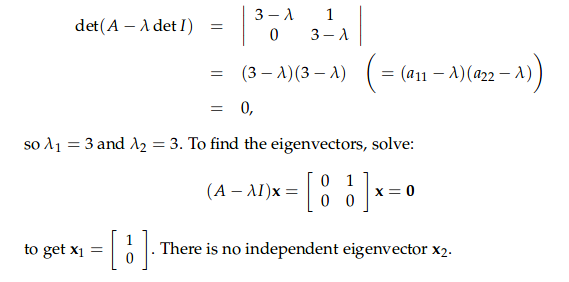 det(A − λ det I) = | 3 − λ 1 |
| 0 3 − λ |
= (3 − λ)(3 − λ) ( = (a₁₁ − λ)(a₂₂ − λ) )
= 0,
so λ₁ = 3 and λ₂ = 3. To find the eigenvectors, solve:
(A − λI)x = [ 0 1 ] x = 0
[ 0 0 ]
to get x₁ = [ 1 ] . There is no independent eigenvector x₂.
[ 0 ]